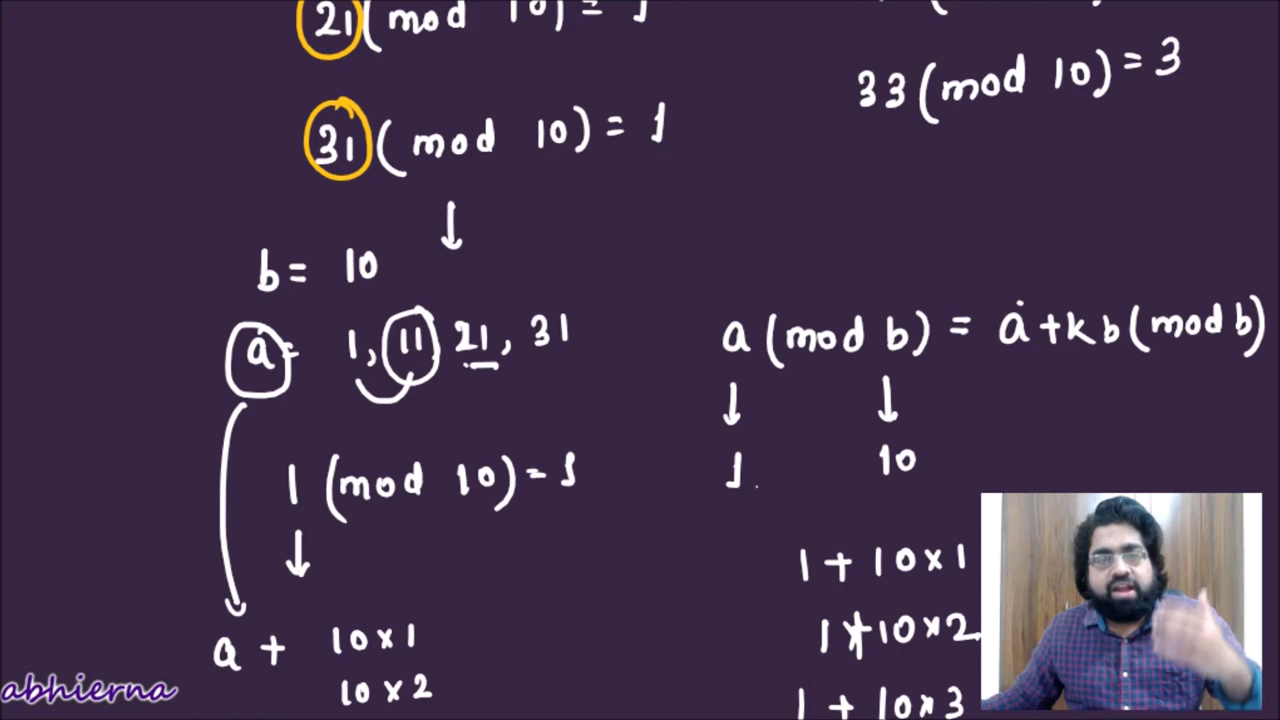 21 (mod 10) = 1
31 (mod 10) = 1
33 (mod 10) = 3
b = 10
a = 1, 11 21, 31
a (mod b) = a + kb (mod b)
1 10
1 (mod 10) = 1
1 + 10 x 1
1 + 10 x 2
1 + 10 x 3
a + 10 x 1
10 x 2
abhierna